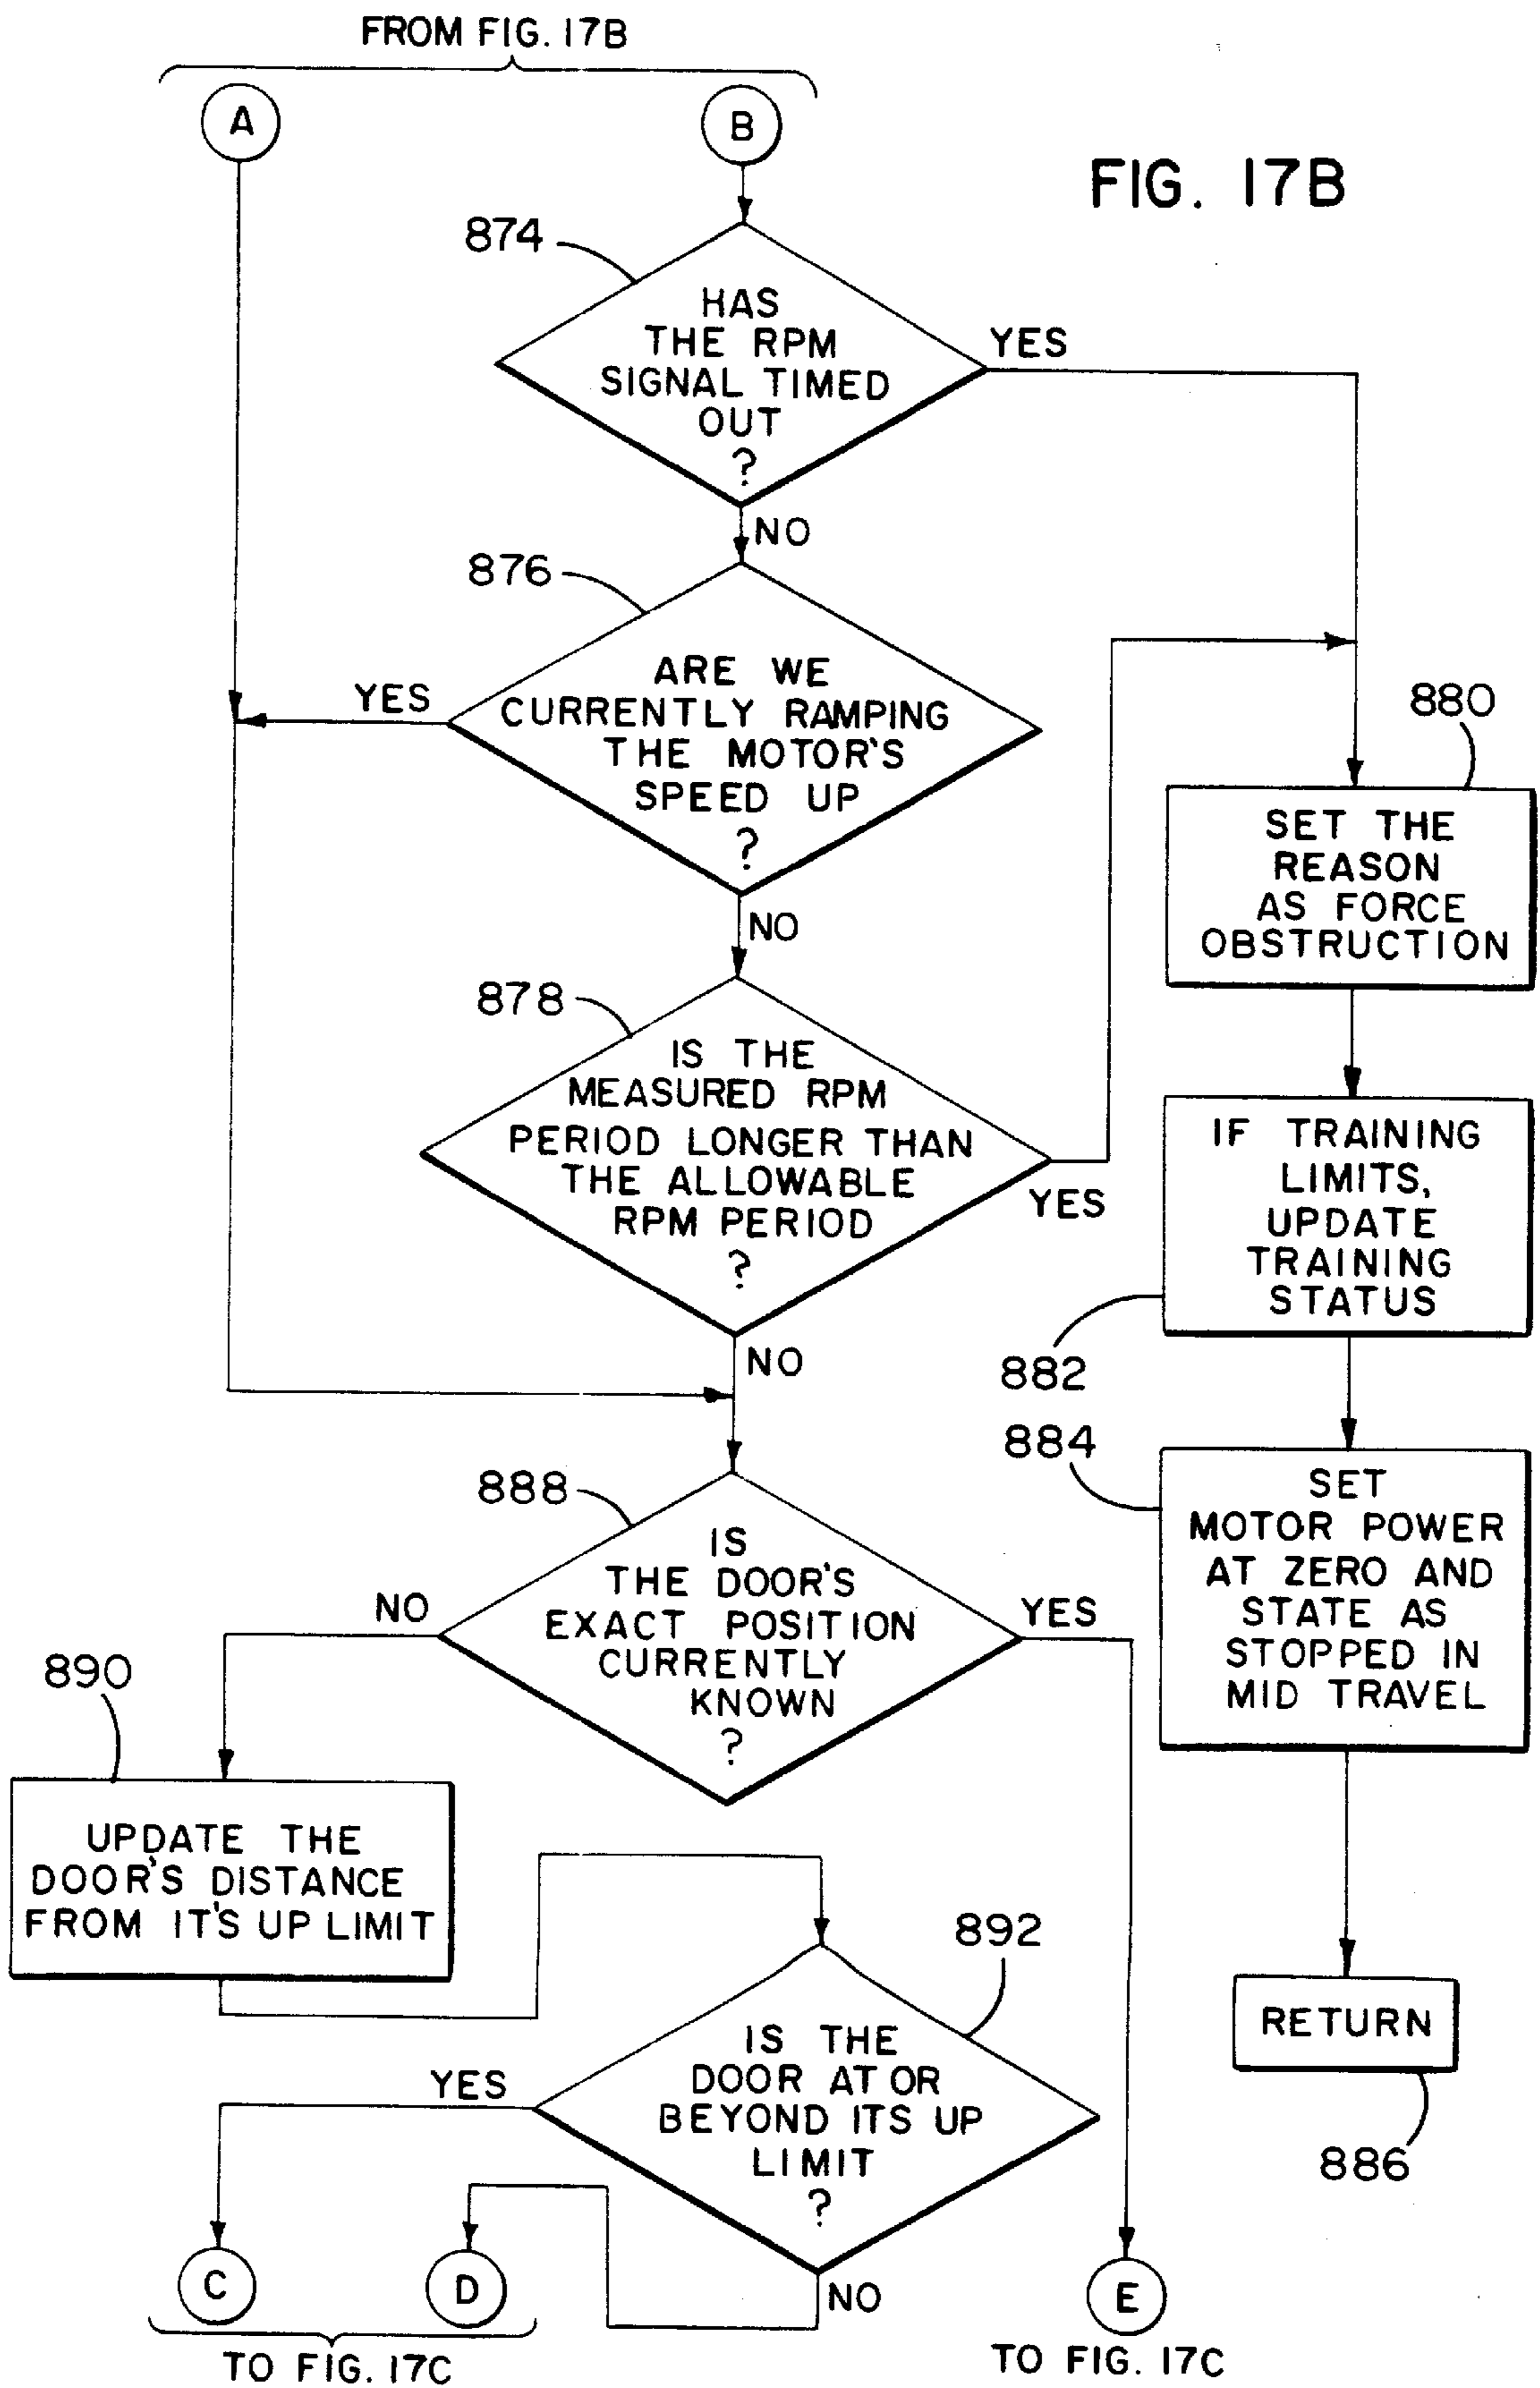 FROM FIG. 17B
A
B
FIG. 17B
874
HAS
THE RPM
SIGNAL TIMED
OUT
?
YES
NO
876
ARE WE
CURRENTLY RAMPING
THE MOTOR'S
SPEED UP
?
YES
NO
880
SET THE
REASON
AS FORCE
OBSTRUCTION
878
IS THE
MEASURED RPM
PERIOD LONGER THAN
THE ALLOWABLE
RPM PERIOD
?
YES
NO
IF TRAINING
LIMITS,
UPDATE
TRAINING
STATUS
882
884
SET
MOTOR POWER
AT ZERO AND
STATE AS
STOPPED IN
MID TRAVEL
888
IS
THE DOOR'S
EXACT POSITION
CURRENTLY
KNOWN
?
NO
YES
890
UPDATE THE
DOOR'S DISTANCE
FROM IT'S UP LIMIT
892
IS THE
DOOR AT OR
BEYOND ITS UP
LIMIT
?
YES
NO
RETURN
886
C
D
E
TO FIG. 17C
TO FIG. 17C